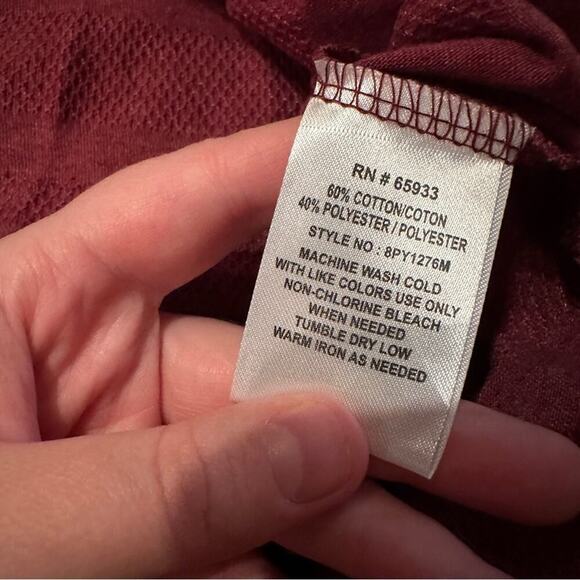 RN # 65933
60% COTTON/COTON
40% POLYESTER / POLYESTER
STYLE NO : 8PY1276M
MACHINE WASH COLD
WITH LIKE COLORS USE ONLY
NON-CHLORINE BLEACH
WHEN NEEDED
TUMBLE DRY LOW
WARM IRON AS NEEDED